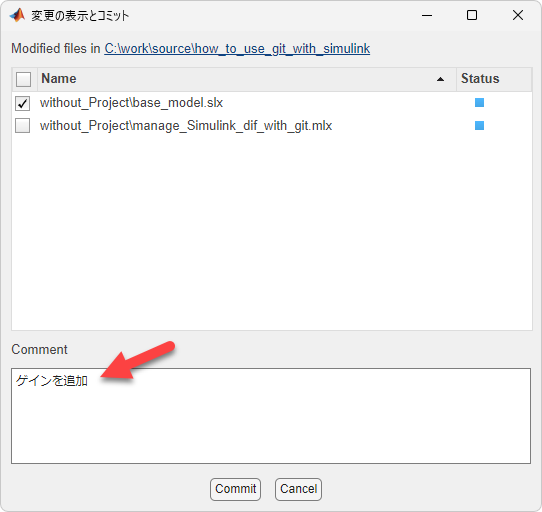 変更の表示とコミット
Modified files in C:\work\source\how_to_use_git_with_simulink
Name Status
without_Project\base_model.slx
without_Project\manage_Simulink_dif_with_git.mlx
Comment
ゲインを追加
Commit Cancel